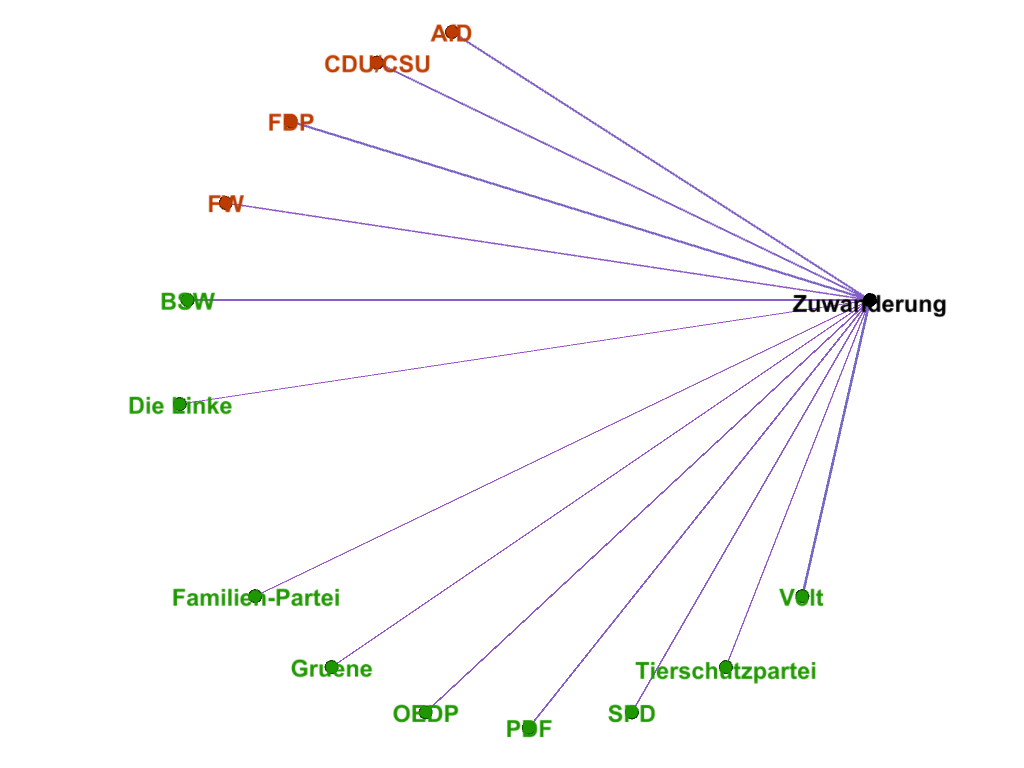 AfD
CDU/CSU
FDP
FW
BSW
Zuwanderung
Die Linke
Familien-Partei
Volt
Gruene
Tierschutzpartei
OEDP
SPD
PDF